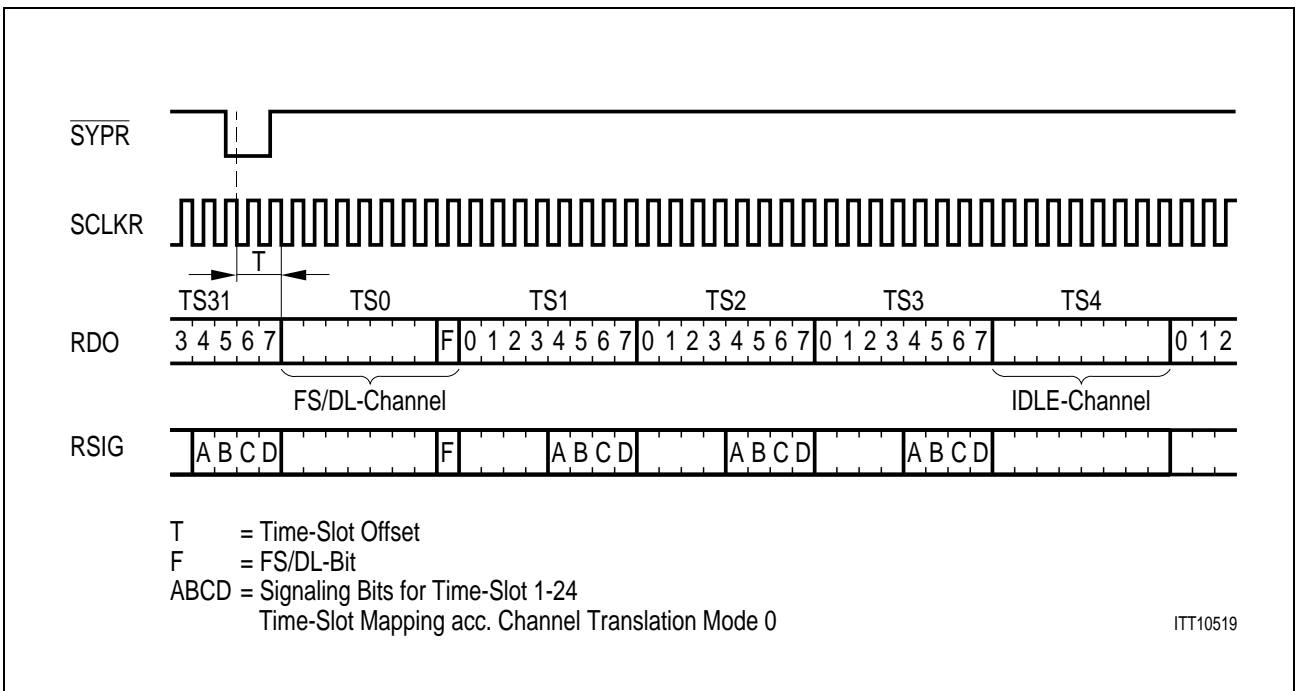 SYPR
SCLKR
T
TS31 TS0 TS1 TS2 TS3 TS4
RDO 3 4 5 6 7 F 0 1 2 3 4 5 6 7 0 1 2 3 4 5 6 7 0 1 2 3 4 5 6 7 0 1 2
FS/DL-Channel IDLE-Channel
RSIG A B C D F A B C D A B C D A B C D
T = Time-Slot Offset
F = FS/DL-Bit
ABCD = Signaling Bits for Time-Slot 1-24
Time-Slot Mapping acc. Channel Translation Mode 0
ITT10519